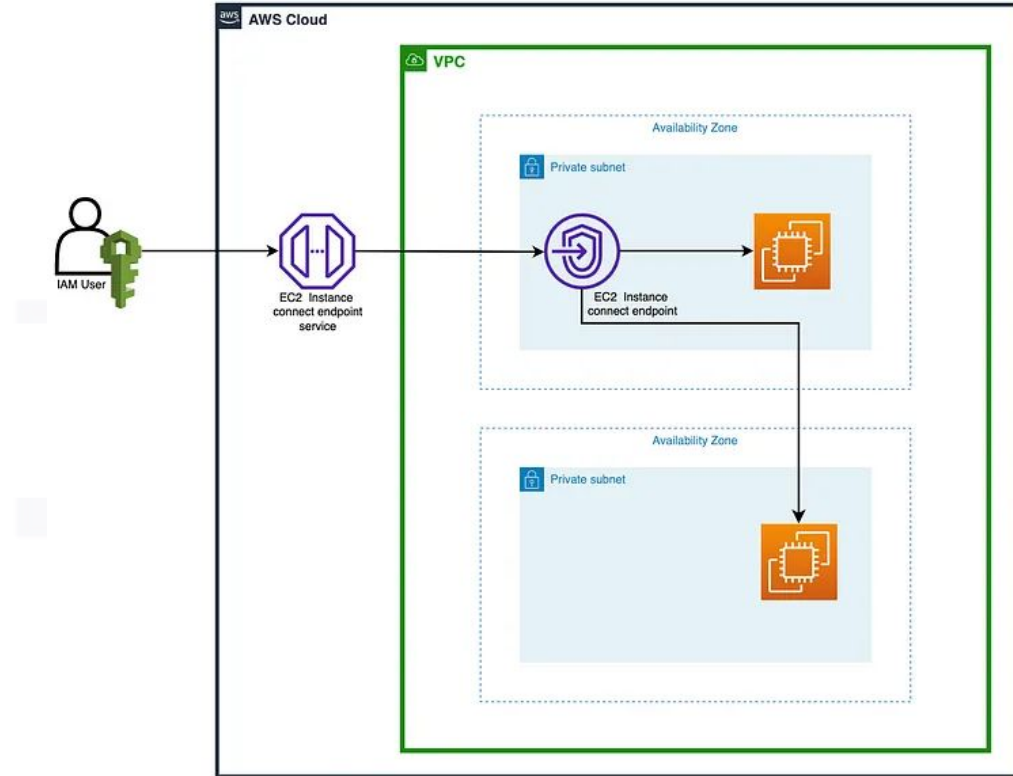 aws
AWS Cloud
VPC
Availability Zone
Private subnet
IAM User
EC2 Instance
connect endpoint
service
EC2 Instance
connect endpoint
Availability Zone
Private subnet